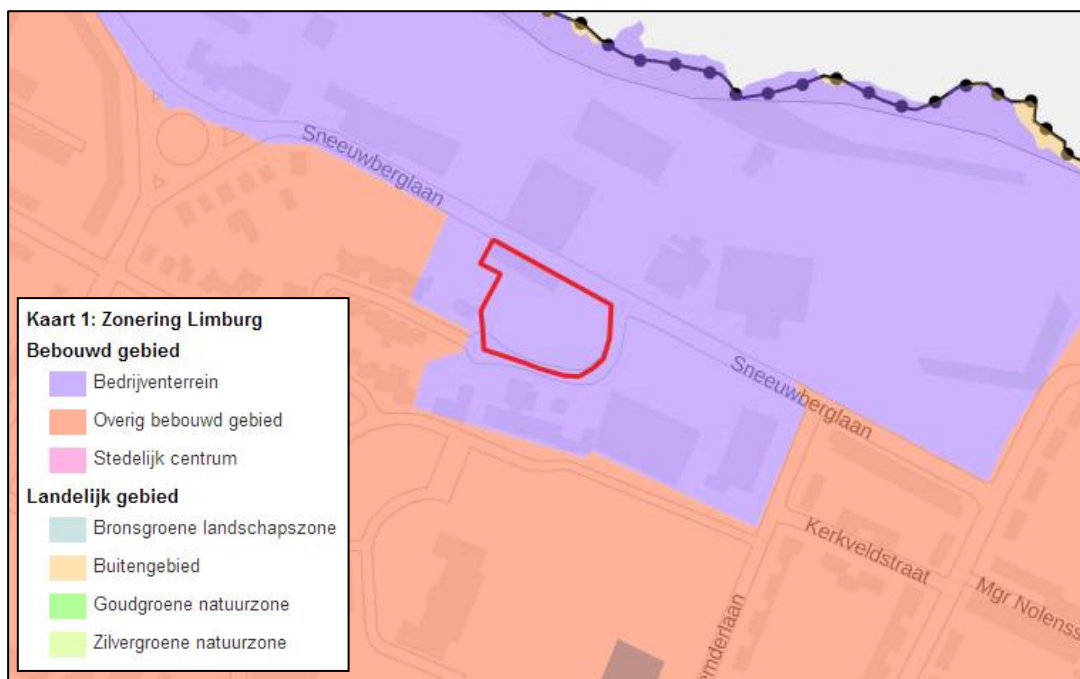 Sneeuwberglaan
Kaart 1: Zonering Limburg
Bebouwd gebied
Bedrijventerrein
Overig bebouwd gebied
Stedelijk centrum
Landelijk gebied
Bronsgroene landschapszone
Buitengebied
Goudgroene natuurzone
Zilvergroene natuurzone
Sneeuwberglaan
Kerkveldstraat
Mgr Nolenss
emderlaan